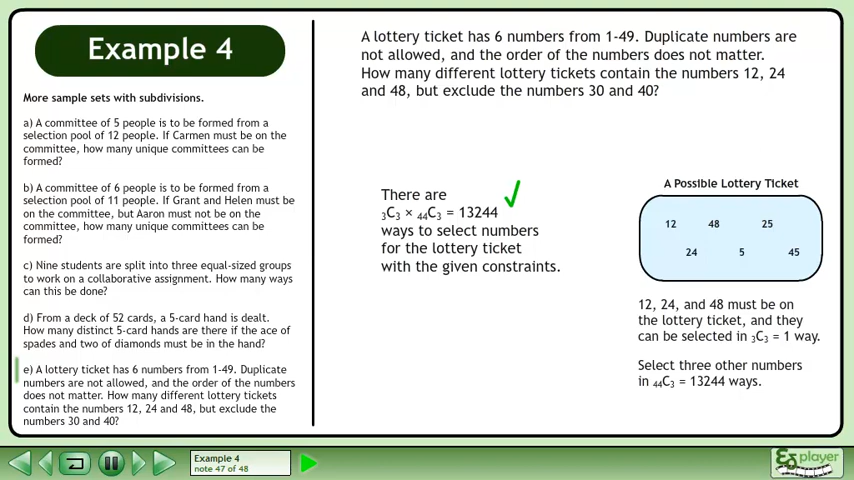 Example 4
More sample sets with subdivisions.
a) A committee of 5 people is to be formed from a
selection pool of 12 people. If Carmen must be on the
committee, how many unique committees can be
formed?
b) A committee of 6 people is to be formed from a
selection pool of 11 people. If Grant and Helen must be
on the committee, but Aaron must not be on the
committee, how many unique committees can be
formed?
c) Nine students are split into three equal-sized groups
to work on a collaborative assignment. How many ways
can this be done?
d) From a deck of 52 cards, a 5-card hand is dealt.
How many distinct 5-card hands are there if the ace of
spades and two of diamonds must be in the hand?
e) A lottery ticket has 6 numbers from 1-49. Duplicate
numbers are not allowed, and the order of the numbers
does not matter. How many different lottery tickets
contain the numbers 12, 24 and 48, but exclude the
numbers 30 and 40?
A lottery ticket has 6 numbers from 1-49. Duplicate numbers are
not allowed, and the order of the numbers does not matter.
How many different lottery tickets contain the numbers 12, 24
and 48, but exclude the numbers 30 and 40?
There are
₃C₃ × ₄₄C₃ = 13244
ways to select numbers
for the lottery ticket
with the given constraints.
A Possible Lottery Ticket
12 48 25
24 5 45
12, 24, and 48 must be on
the lottery ticket, and they
can be selected in ₃C₃ = 1 way.
Select three other numbers
in ₄₄C₃ = 13244 ways.
Example 4
note 47 of 48
player